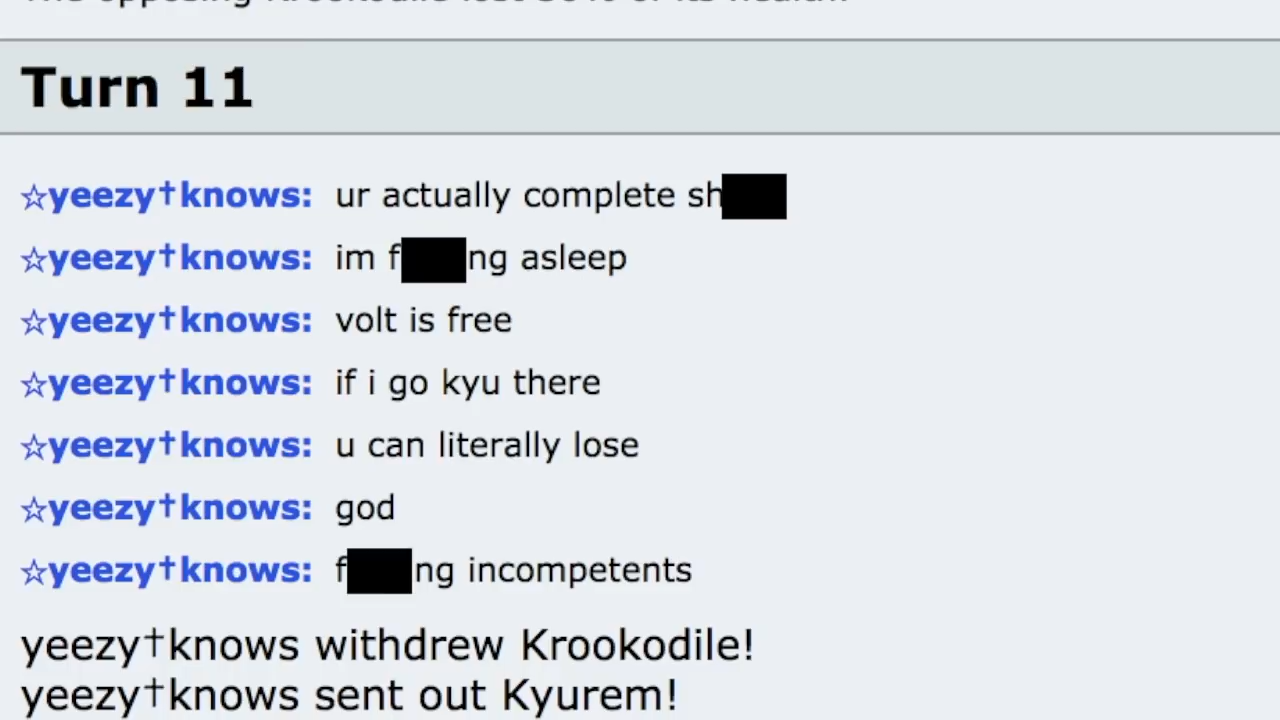 Turn 11
☆yeezy†knows: ur actually complete sh
☆yeezy†knows: im f ng asleep
☆yeezy†knows: volt is free
☆yeezy†knows: if i go kyu there
☆yeezy†knows: u can literally lose
☆yeezy†knows: god
☆yeezy†knows: f ng incompetents
yeezy†knows withdrew Krookodile!
yeezy†knows sent out Kyurem!